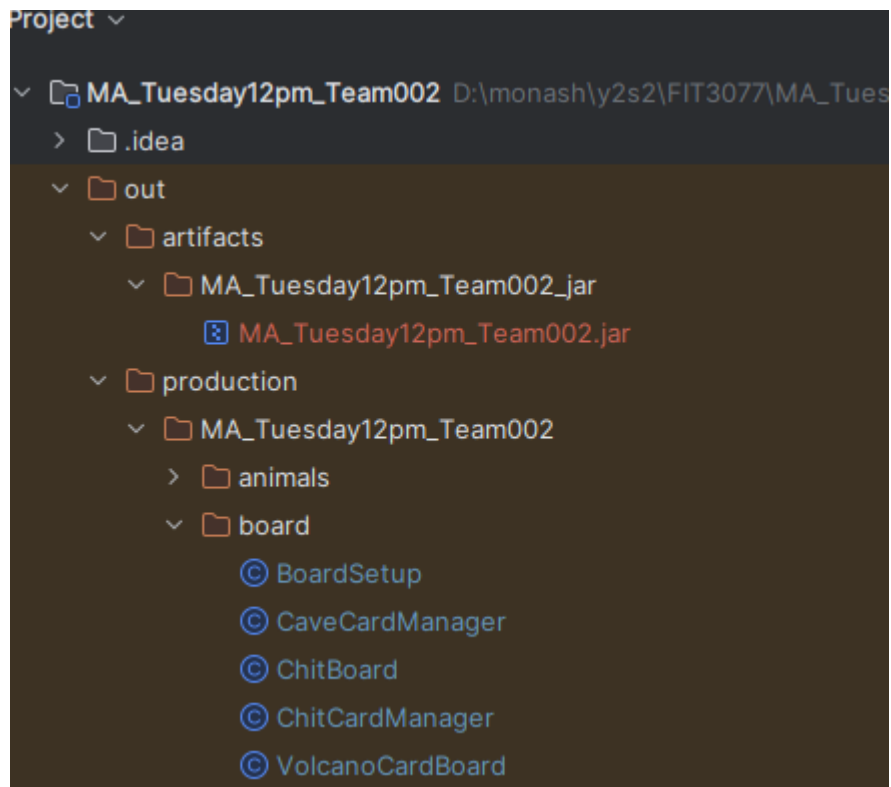 Project
MA_Tuesday12pm_Team002 D:\monash\y2s2\FIT3077\MA_Tues
.idea
out
artifacts
MA_Tuesday12pm_Team002_jar
MA_Tuesday12pm_Team002.jar
production
MA_Tuesday12pm_Team002
animals
board
BoardSetup
CaveCardManager
ChitBoard
ChitCardManager
VolcanoCardBoard